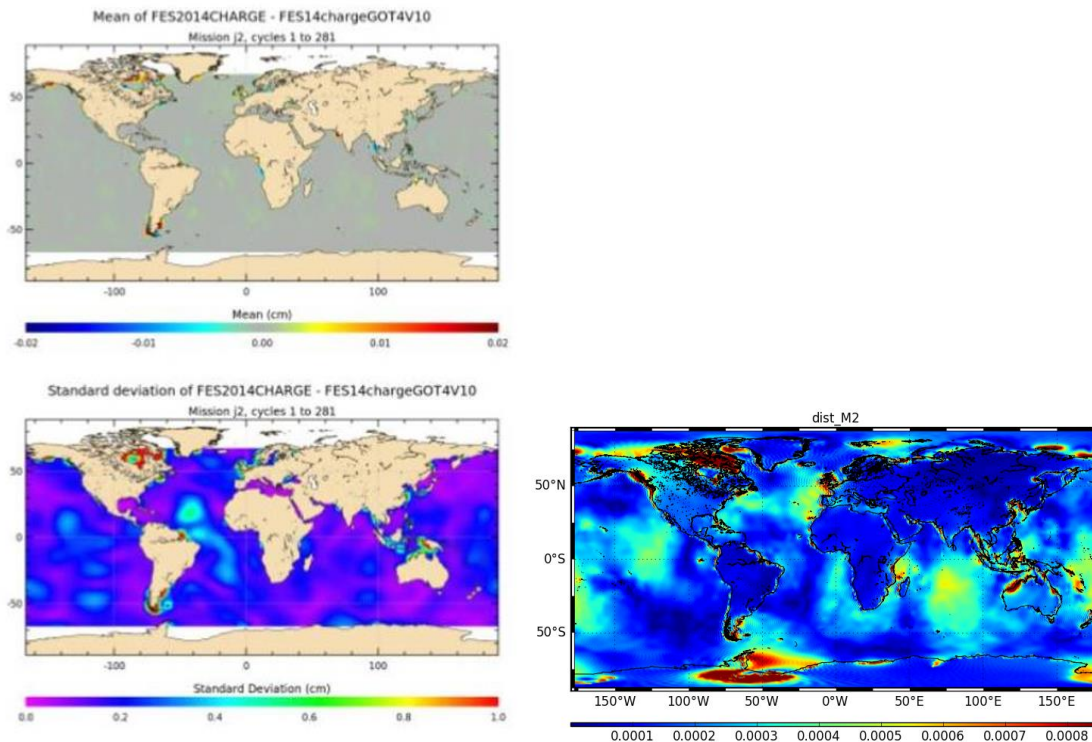 Mean of FES2014CHARGE - FES14chargeGOT4V10
Mission j2, cycles 1 to 281
50
0
-50
-100 0 100
Mean (cm)
-0.02 -0.01 0.00 0.01 0.02
Standard deviation of FES2014CHARGE - FES14chargeGOT4V10
Mission j2, cycles 1 to 281
50
0
-50
-100 0 100
Standard Deviation (cm)
0.0 0.2 0.4 0.6 0.8 1.0
dist_M2
50°N
0°S
50°S
150°W 100°W 50°W 0°W 50°E 100°E 150°E
0.0001 0.0002 0.0003 0.0004 0.0005 0.0006 0.0007 0.0008